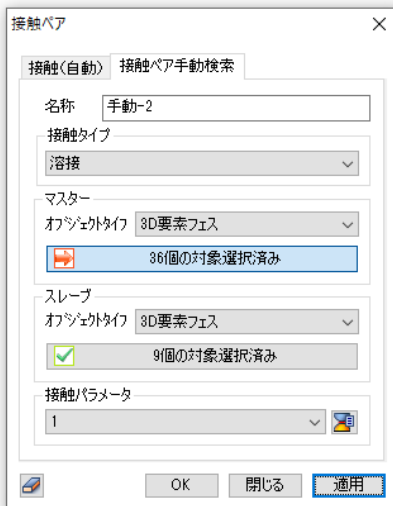 接触ペア
接触(自動) 接触ペア手動検索
名称 手動-2
接触タイプ
溶接
マスター
オブジェクトタイプ 3D要素フェス
36個の対象選択済み
スレーブ
オブジェクトタイプ 3D要素フェス
9個の対象選択済み
接触パラメータ
1
OK 閉じる 適用